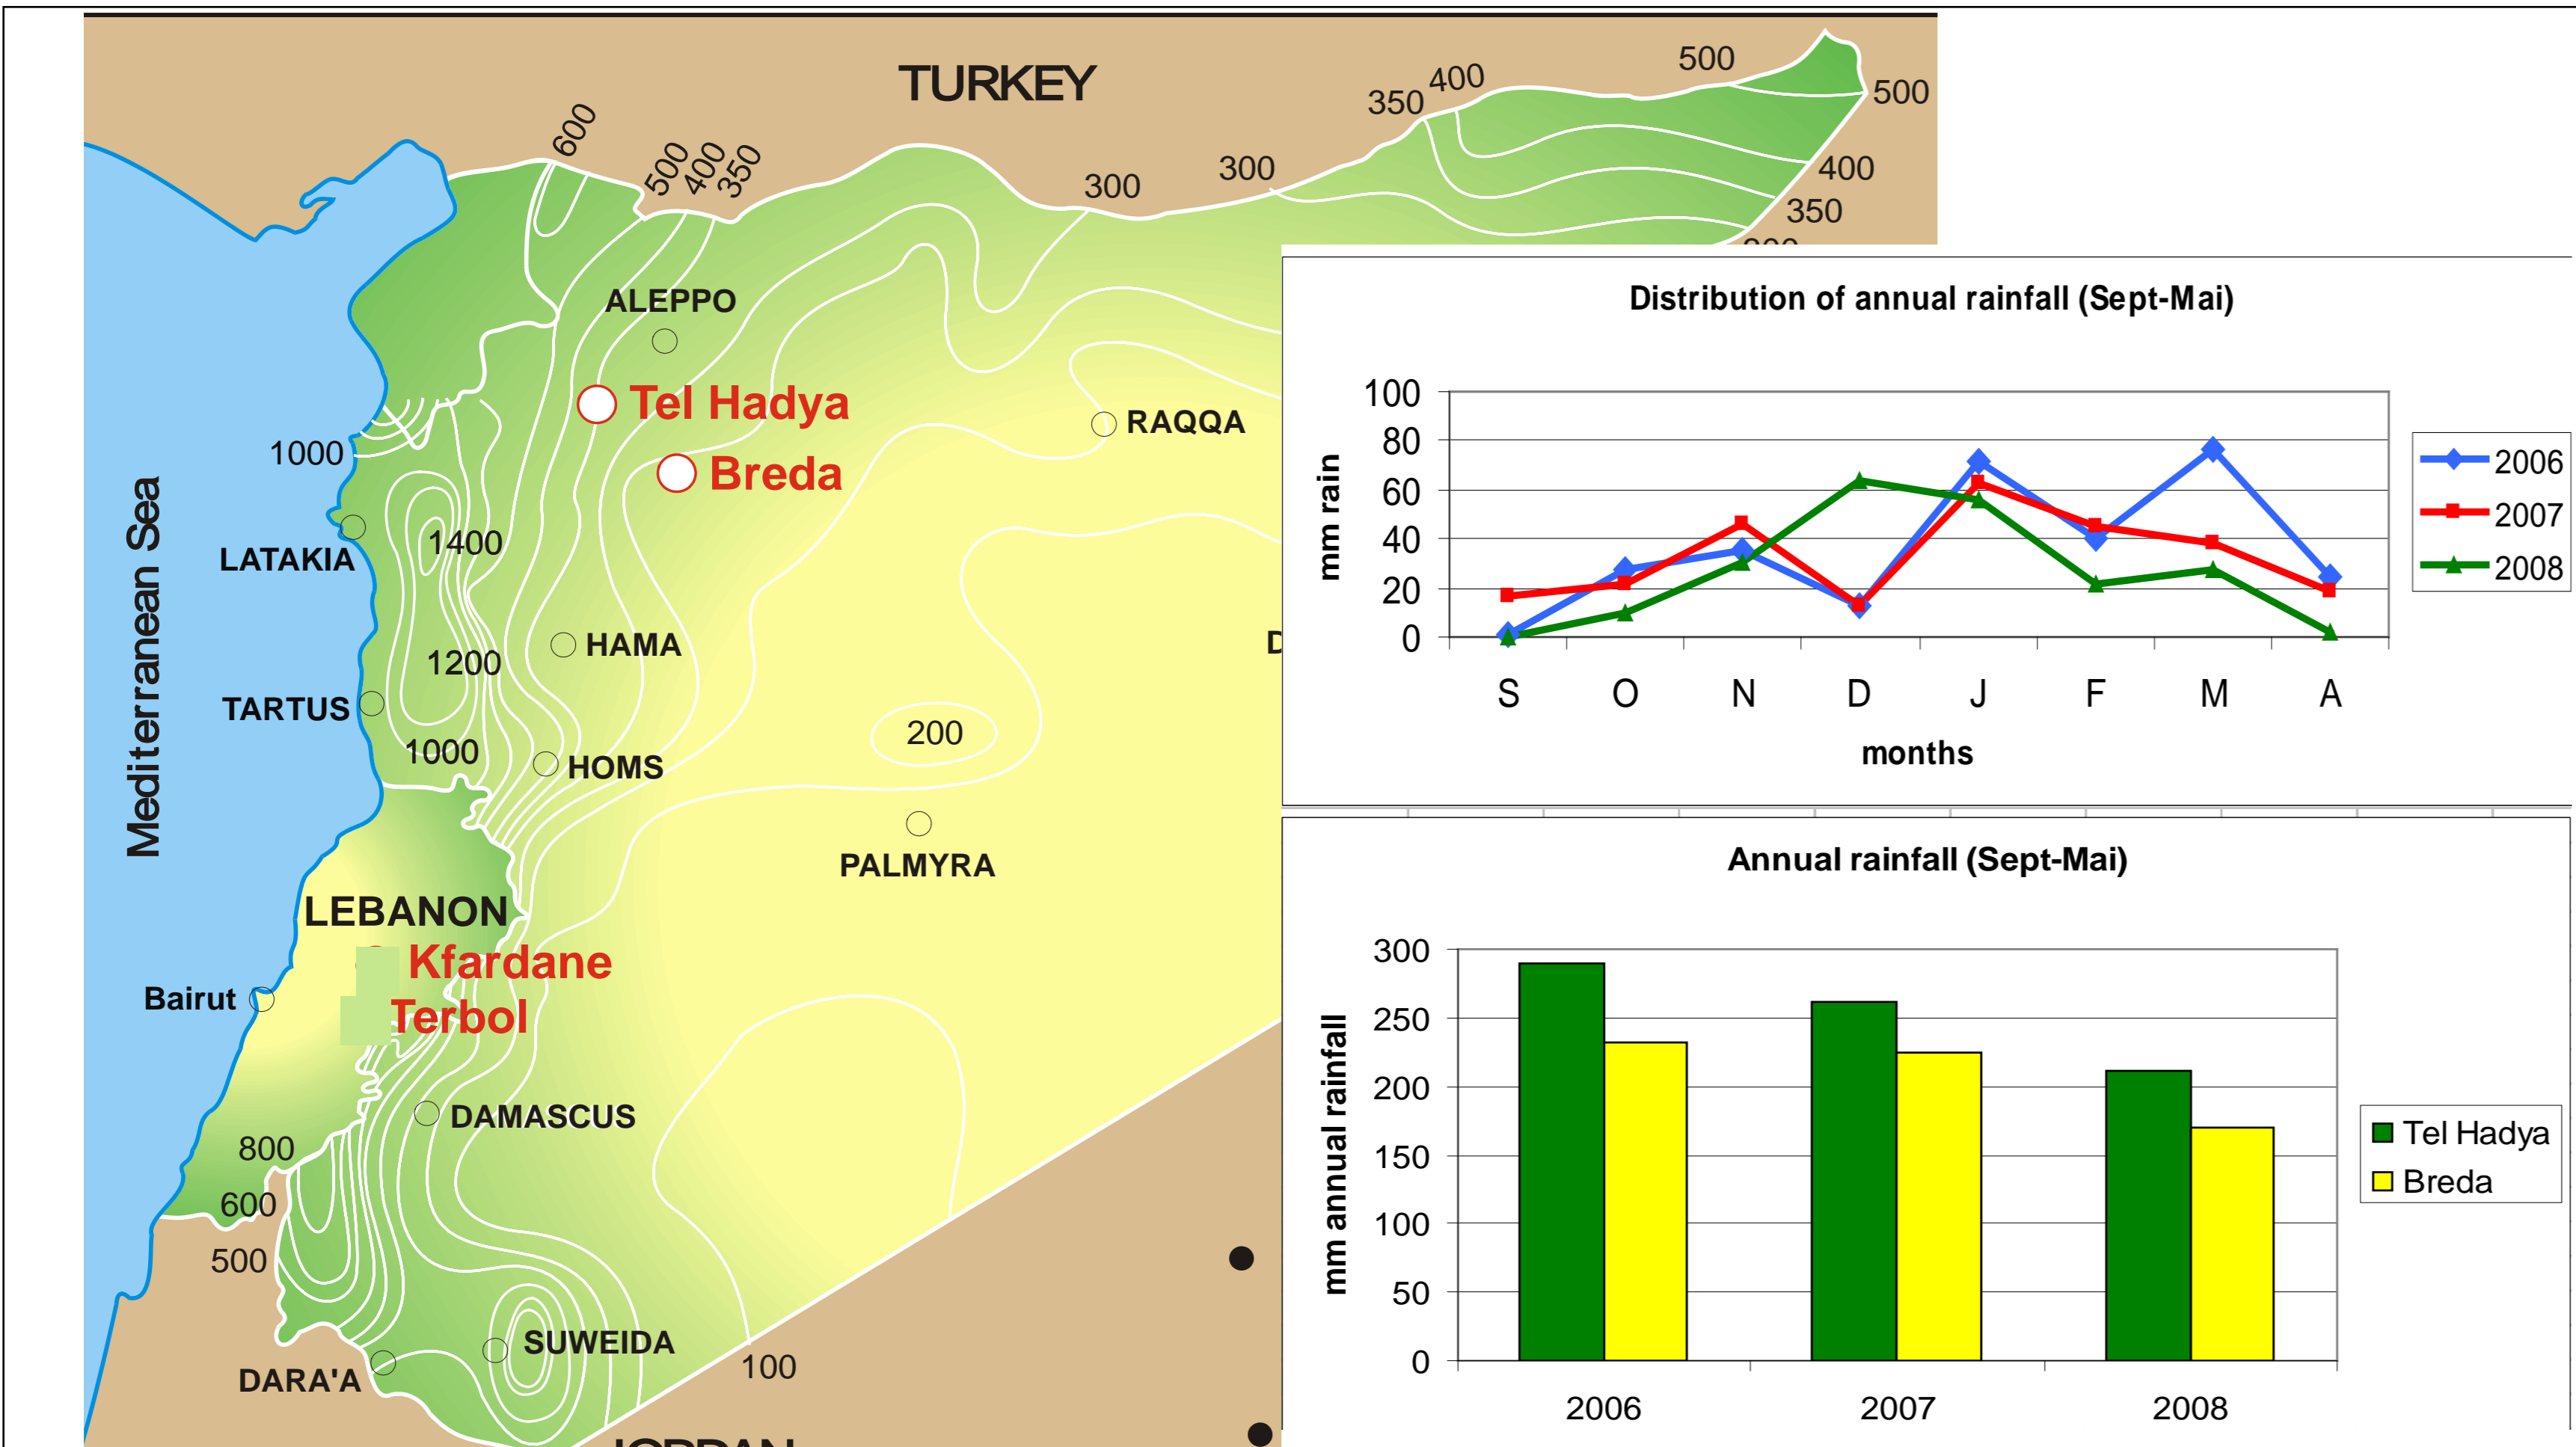 TURKEY
600
500
400
350
300
300
350
400
500
500
400
350
ALEPPO
Tel Hadya
Breda
RAQQA
1000
Mediterranean Sea
LATAKIA
1400
HAMA
1200
TARTUS
200
1000
HOMS
PALMYRA
LEBANON
Kfardane
Bairut
Terbol
DAMASCUS
800
600
500
SUWEIDA
DARA'A
100
JORDAN
Distribution of annual rainfall (Sept-Mai)
mm rain
100
80
60
40
20
0
S O N D J F M A
months
2006
2007
2008
Annual rainfall (Sept-Mai)
mm annual rainfall
300
250
200
150
100
50
0
2006 2007 2008
Tel Hadya
Breda